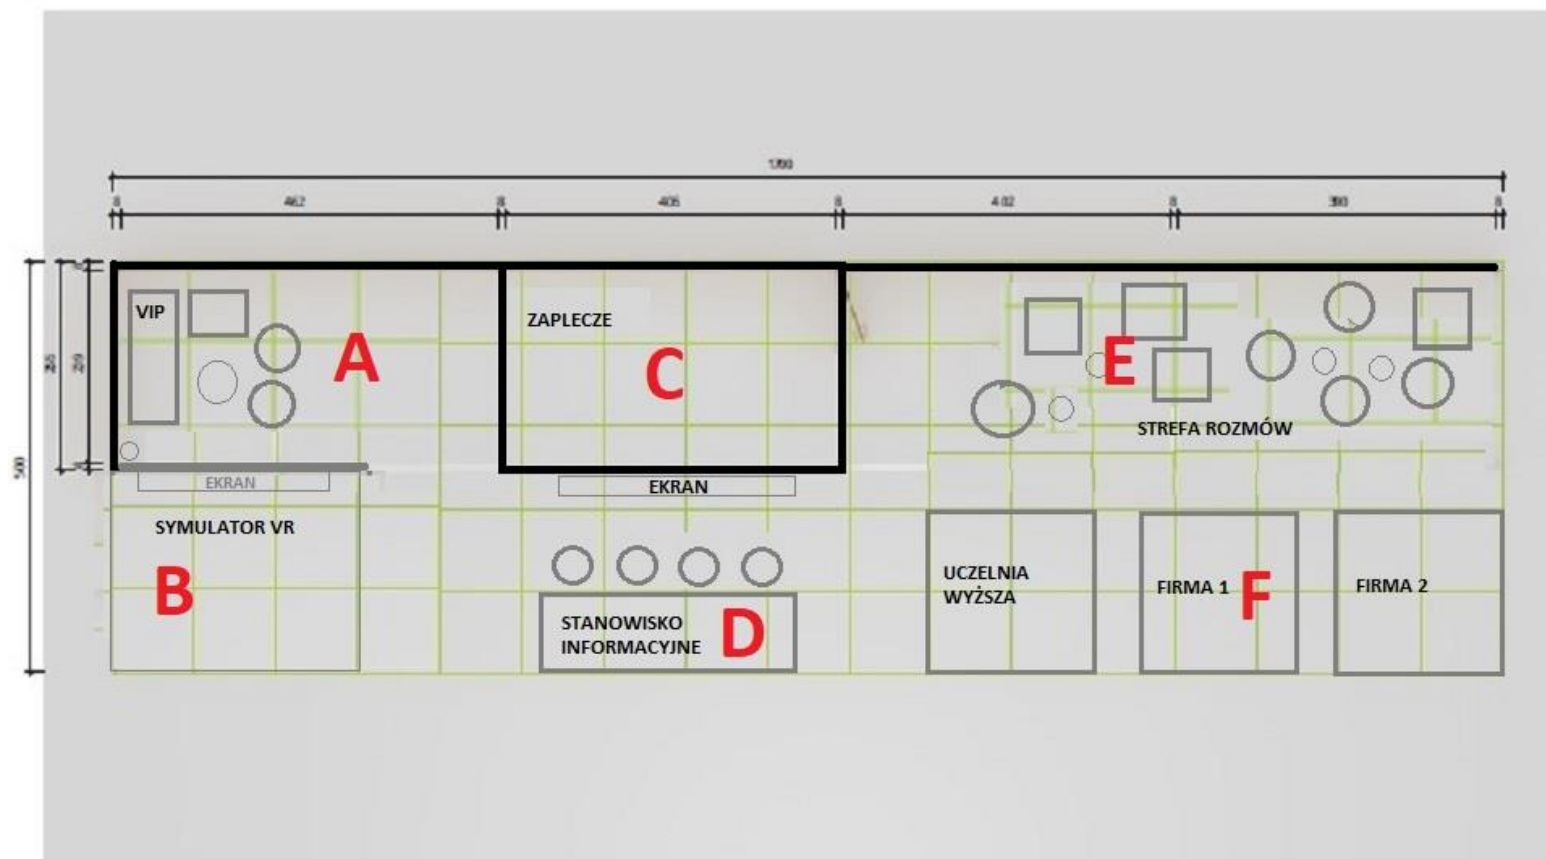 1700
8 462 8 405 8 402 8 390 8
VIP
A
ZAPLECZE
C
E
STREFA ROZMÓW
500
EKRAN
EKRAN
SYMULATOR VR
B
STANOWISKO
INFORMACYJNE
D
UCZELNIA
WYŻSZA
FIRMA 1
F
FIRMA 2